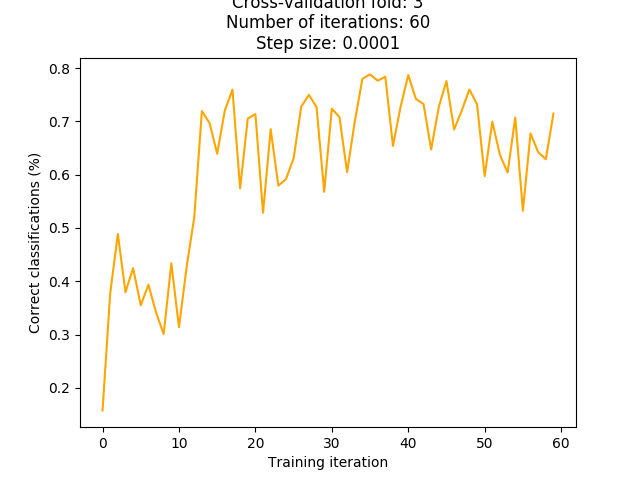 Cross-validation fold: 3
Number of iterations: 60
Step size: 0.0001
0.8
0.7
0.6
0.5
0.4
0.3
0.2
Correct classifications (%)
0 10 20 30 40 50 60
Training iteration